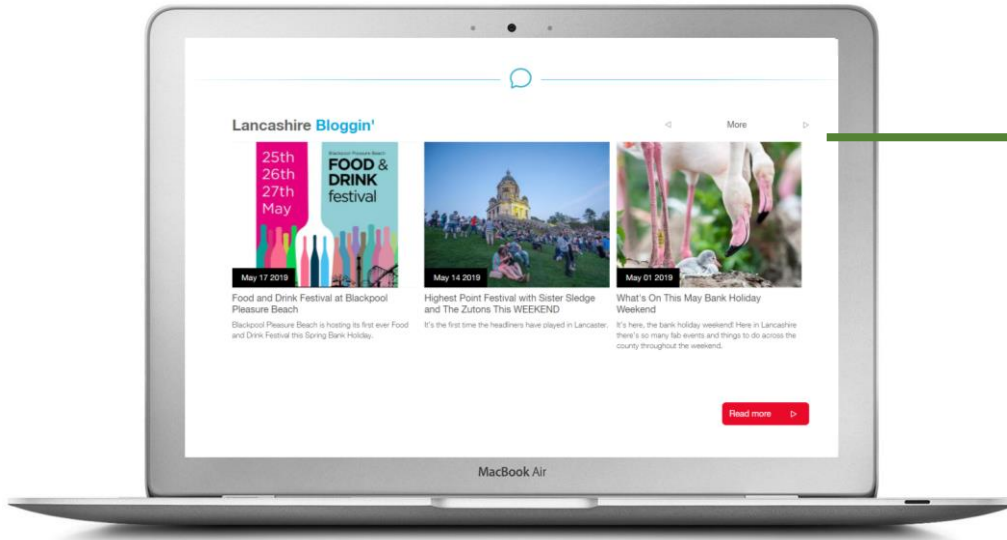 Lancashire Bloggin'
More
25th
26th
27th
May
Blackpool Pleasure Beach
FOOD &
DRINK
festival
May 17 2019
Food and Drink Festival at Blackpool
Pleasure Beach
Blackpool Pleasure Beach is hosting its first ever Food
and Drink Festival this Spring Bank Holiday.
May 14 2019
Highest Point Festival with Sister Sledge
and The Zutons This WEEKEND
It's the first time the headliners have played in Lancaster.
May 01 2019
What's On This May Bank Holiday
Weekend
It's here, the bank holiday weekend! Here in Lancashire
there's so many fab events and things to do across the
county throughout the weekend.
Read more
MacBook Air